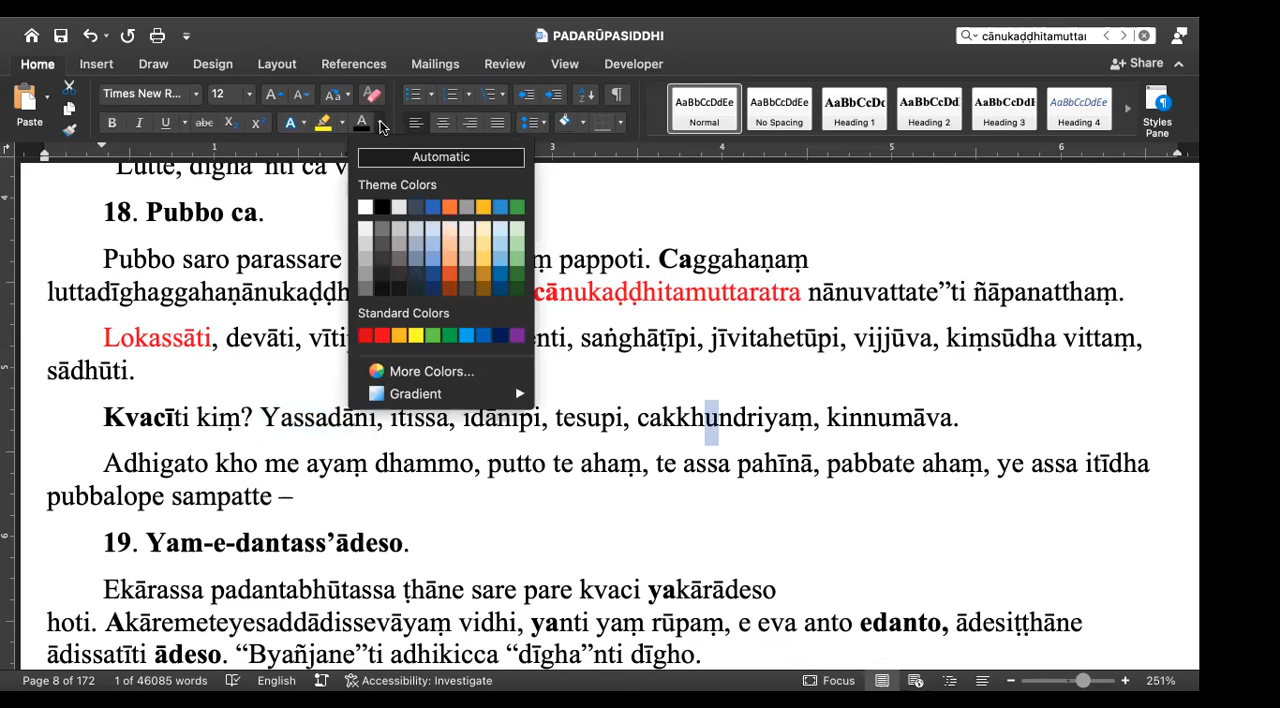 PADARŪPASIDDHI
cānukaḍḍhitamuttar
Home Insert Draw Design Layout References Mailings Review View Developer
Share
Paste
Times New R... 12
AaBbCcDdEe AaBbCcDdEe AaBbCcDc AaBbCcDd AaBbCcDdE AaBbCcDdEe
Normal No Spacing Heading 1 Heading 2 Heading 3 Heading 4
Styles Pane
Automatic
Theme Colors
Standard Colors
More Colors...
Gradient
Lutte, dīgha nti ca v
18. Pubbo ca.
Pubbo saro parassare ṃ pappoti. Caggahaṇaṃ
luttadīghaggahaṇānukaḍḍh cānukaḍḍhitamuttaratra nānuvattate”ti ñāpanatthaṃ.
Lokassāti, devāti, vītip enti, saṅghāṭīpi, jīvitahetūpi, vijjūva, kiṃsūdha vittaṃ,
sādhūti.
Kvacīti kiṃ? Yassadāni, itissa, idānipi, tesupi, cakkhundriyaṃ, kinnumāva.
Adhigato kho me ayaṃ dhammo, putto te ahaṃ, te assa pahīnā, pabbate ahaṃ, ye assa itīdha
pubbalope sampatte –
19. Yam-e-dantass’ādeso.
Ekārassa padantabhūtassa ṭhāne sare pare kvaci yakārādeso
hoti. Akāremeteyesaddādissevāyaṃ vidhi, yanti yaṃ rūpaṃ, e eva anto edanto, ādesiṭṭhāne
ādissatīti ādeso. “Byañjane”ti adhikicca “dīgha”nti dīgho.
Page 8 of 172 1 of 46085 words English Accessibility: Investigate Focus 251%